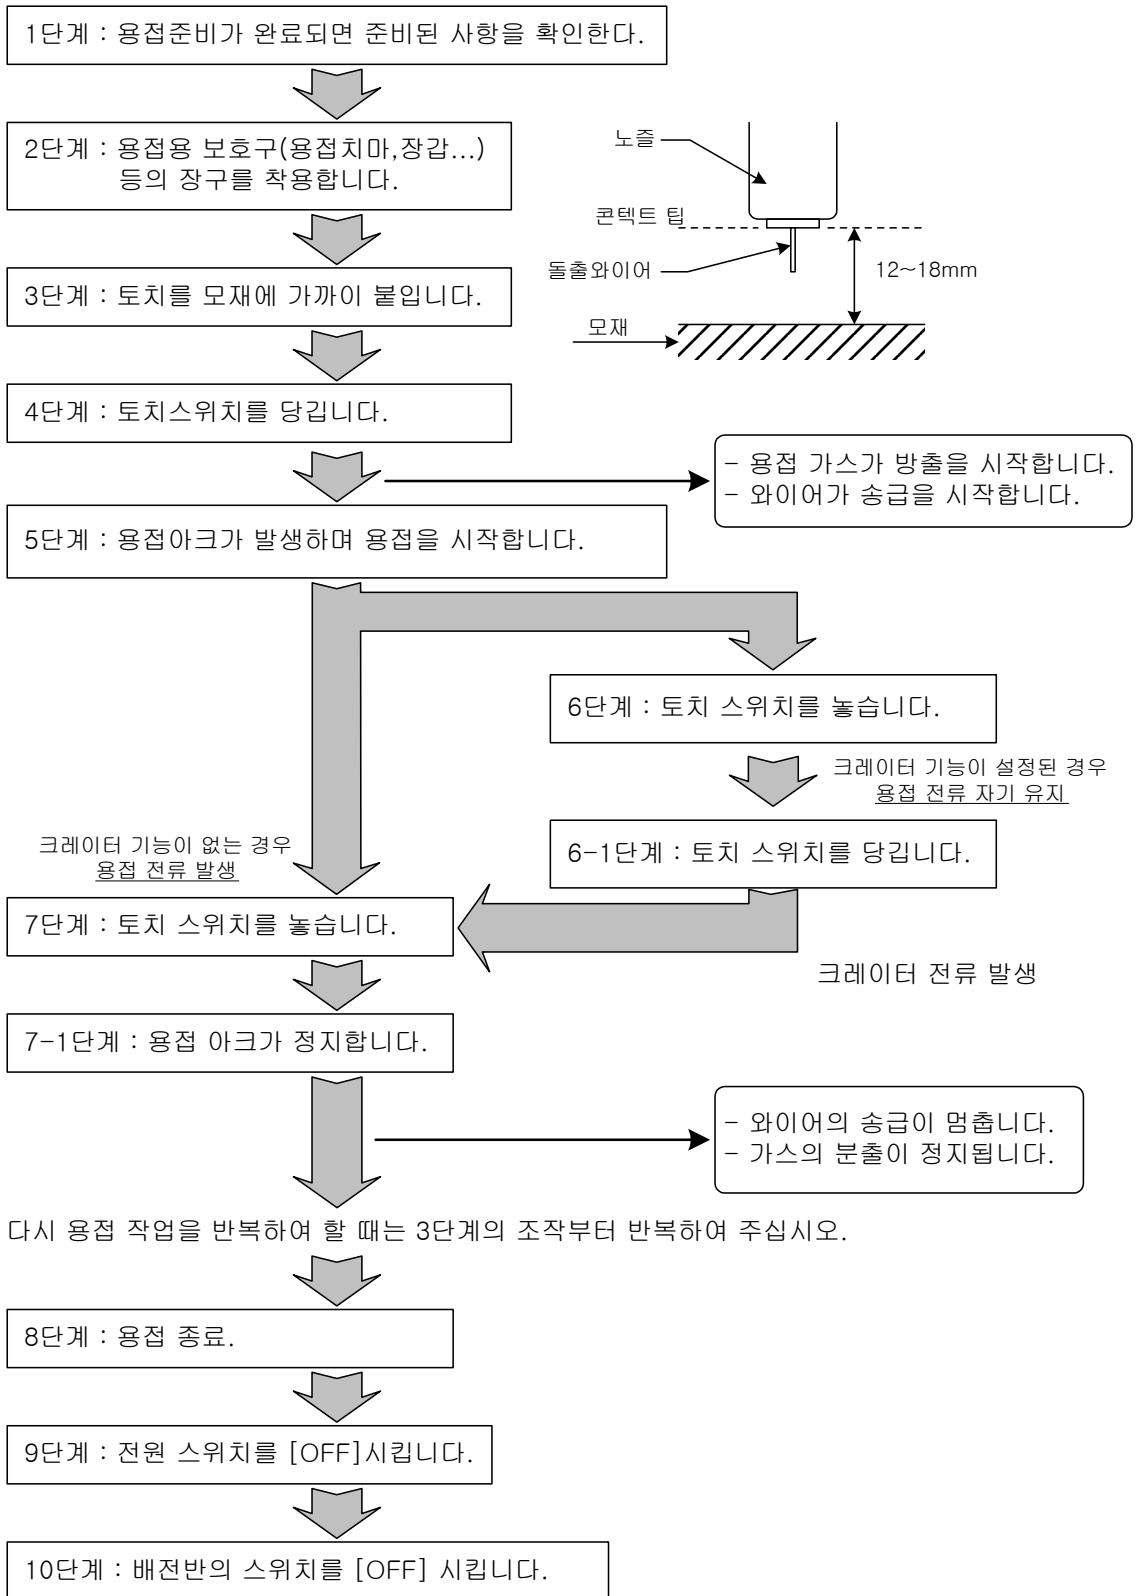 1단계 : 용접준비가 완료되면 준비된 사항을 확인한다.
2단계 : 용접용 보호구(용접치마,장갑...)
등의 장구를 착용합니다.
노즐
콘텍트 팁
돌출와이어
12~18mm
모재
3단계 : 토치를 모재에 가까이 붙입니다.
4단계 : 토치스위치를 당깁니다.
- 용접 가스가 방출을 시작합니다.
- 와이어가 송급을 시작합니다.
5단계 : 용접아크가 발생하며 용접을 시작합니다.
6단계 : 토치 스위치를 놓습니다.
크레이터 기능이 설정된 경우
용접 전류 자기 유지
6-1단계 : 토치 스위치를 당깁니다.
크레이터 기능이 없는 경우
용접 전류 발생
7단계 : 토치 스위치를 놓습니다.
크레이터 전류 발생
7-1단계 : 용접 아크가 정지합니다.
- 와이어의 송급이 멈춥니다.
- 가스의 분출이 정지됩니다.
다시 용접 작업을 반복하여 할 때는 3단계의 조작부터 반복하여 주십시오.
8단계 : 용접 종료.
9단계 : 전원 스위치를 [OFF]시킵니다.
10단계 : 배전반의 스위치를 [OFF] 시킵니다.